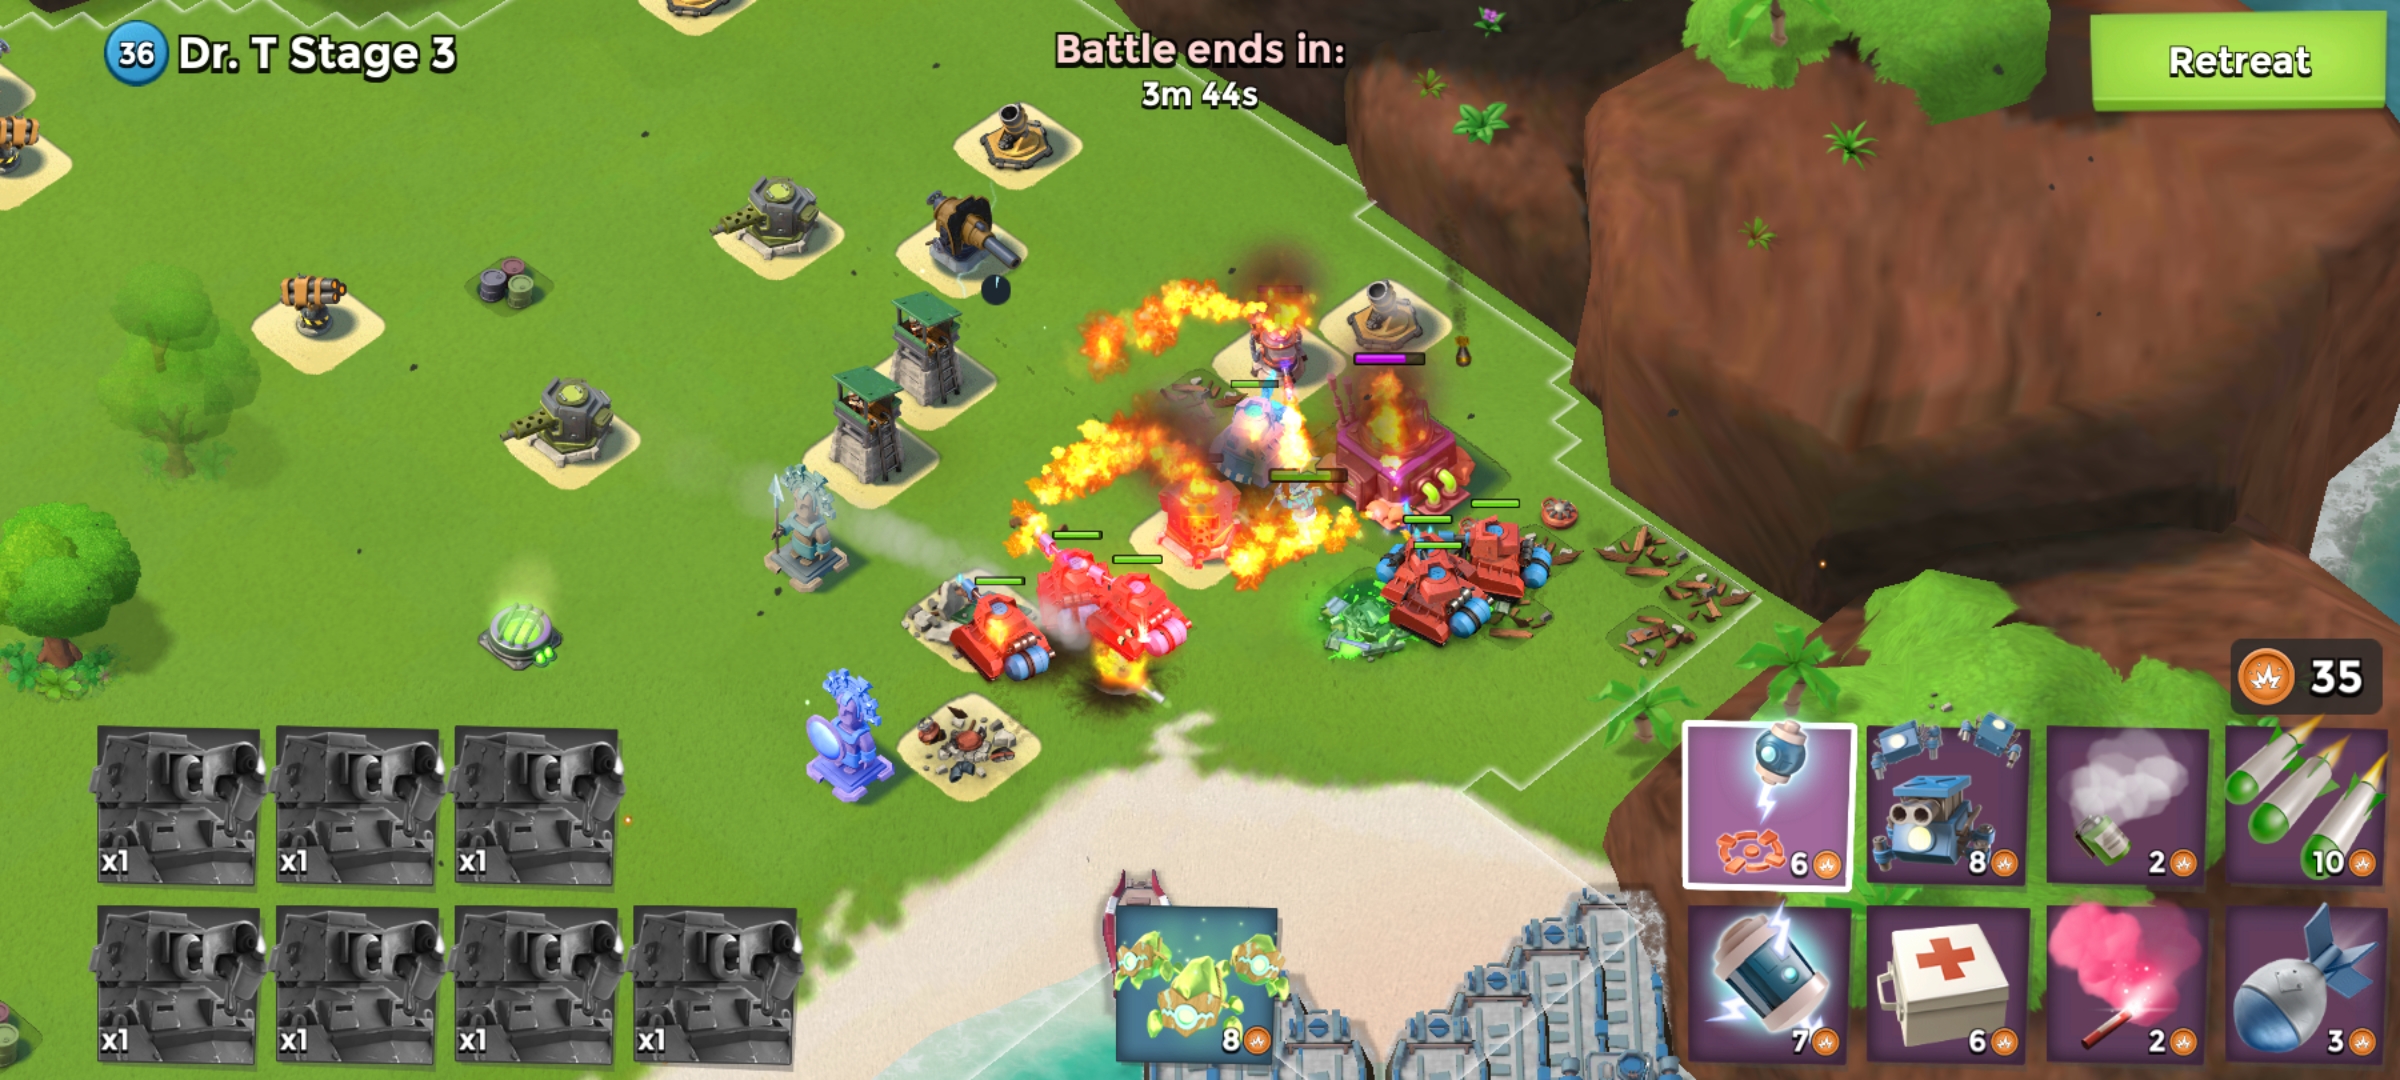 36 Dr. T Stage 3
Battle ends in:
3m 44s
Retreat
35
x1 x1 x1
6 8 2 10
x1 x1 x1 x1
8
7 6 2 3